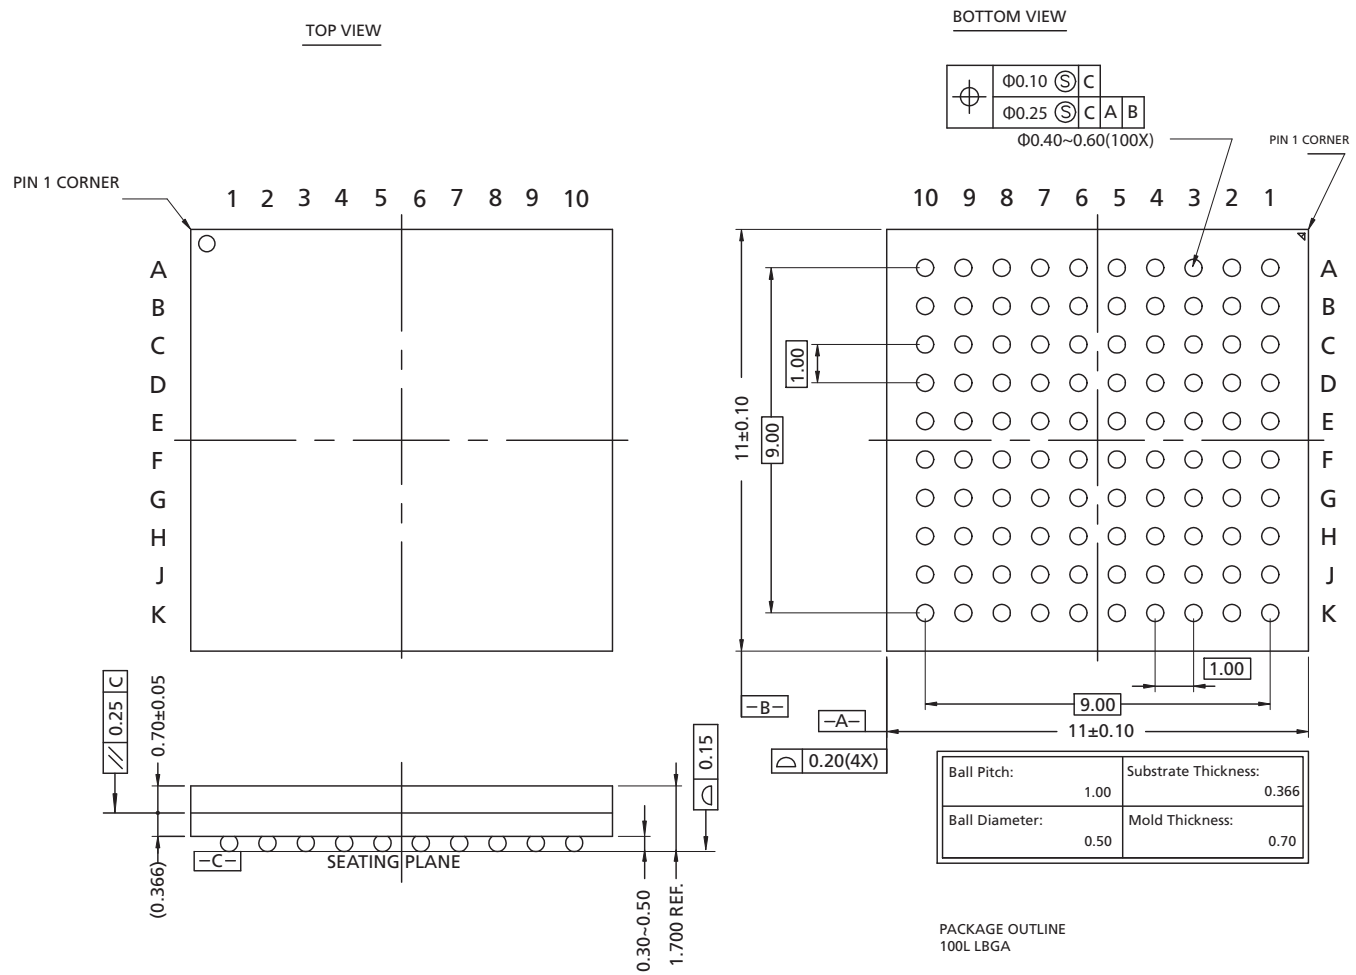 TOP VIEW
PIN 1 CORNER
1 2 3 4 5 6 7 8 9 10
A
B
C
D
E
F
G
H
J
K
// 0.25 C
0.70±0.05
(0.366)
-C-
SEATING PLANE
0.30~0.50
1.700 REF.
0.15
BOTTOM VIEW
Φ0.10 Ⓢ C
Φ0.25 Ⓢ C A B
Φ0.40~0.60(100X)
PIN 1 CORNER
10 9 8 7 6 5 4 3 2 1
A
B
C
D
E
F
G
H
J
K
1.00
9.00
11±0.10
1.00
9.00
11±0.10
-B-
-A-
0.20(4X)
Ball Pitch: 1.00
Substrate Thickness: 0.366
Ball Diameter: 0.50
Mold Thickness: 0.70
PACKAGE OUTLINE
100L LBGA